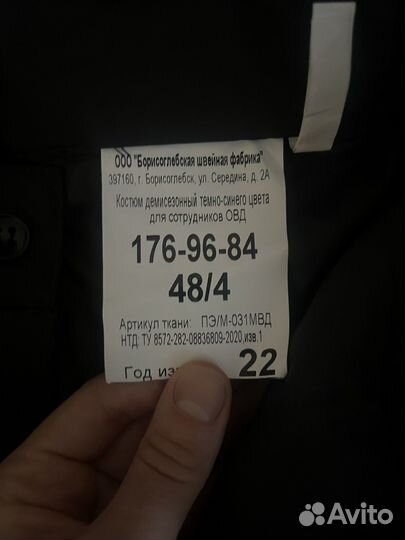 ООО "Борисоглебская швейная фабрика"
397160, г. Борисоглебск, ул. Середина, д. 2А
Костюм демисезонный темно-синего цвета
для сотрудников ОВД
176-96-84
48/4
Артикул ткани: ПЭ/М-031МВД
НТД, ТУ 8572-282-08836809-2020,изв.1
Год из 22
Avito